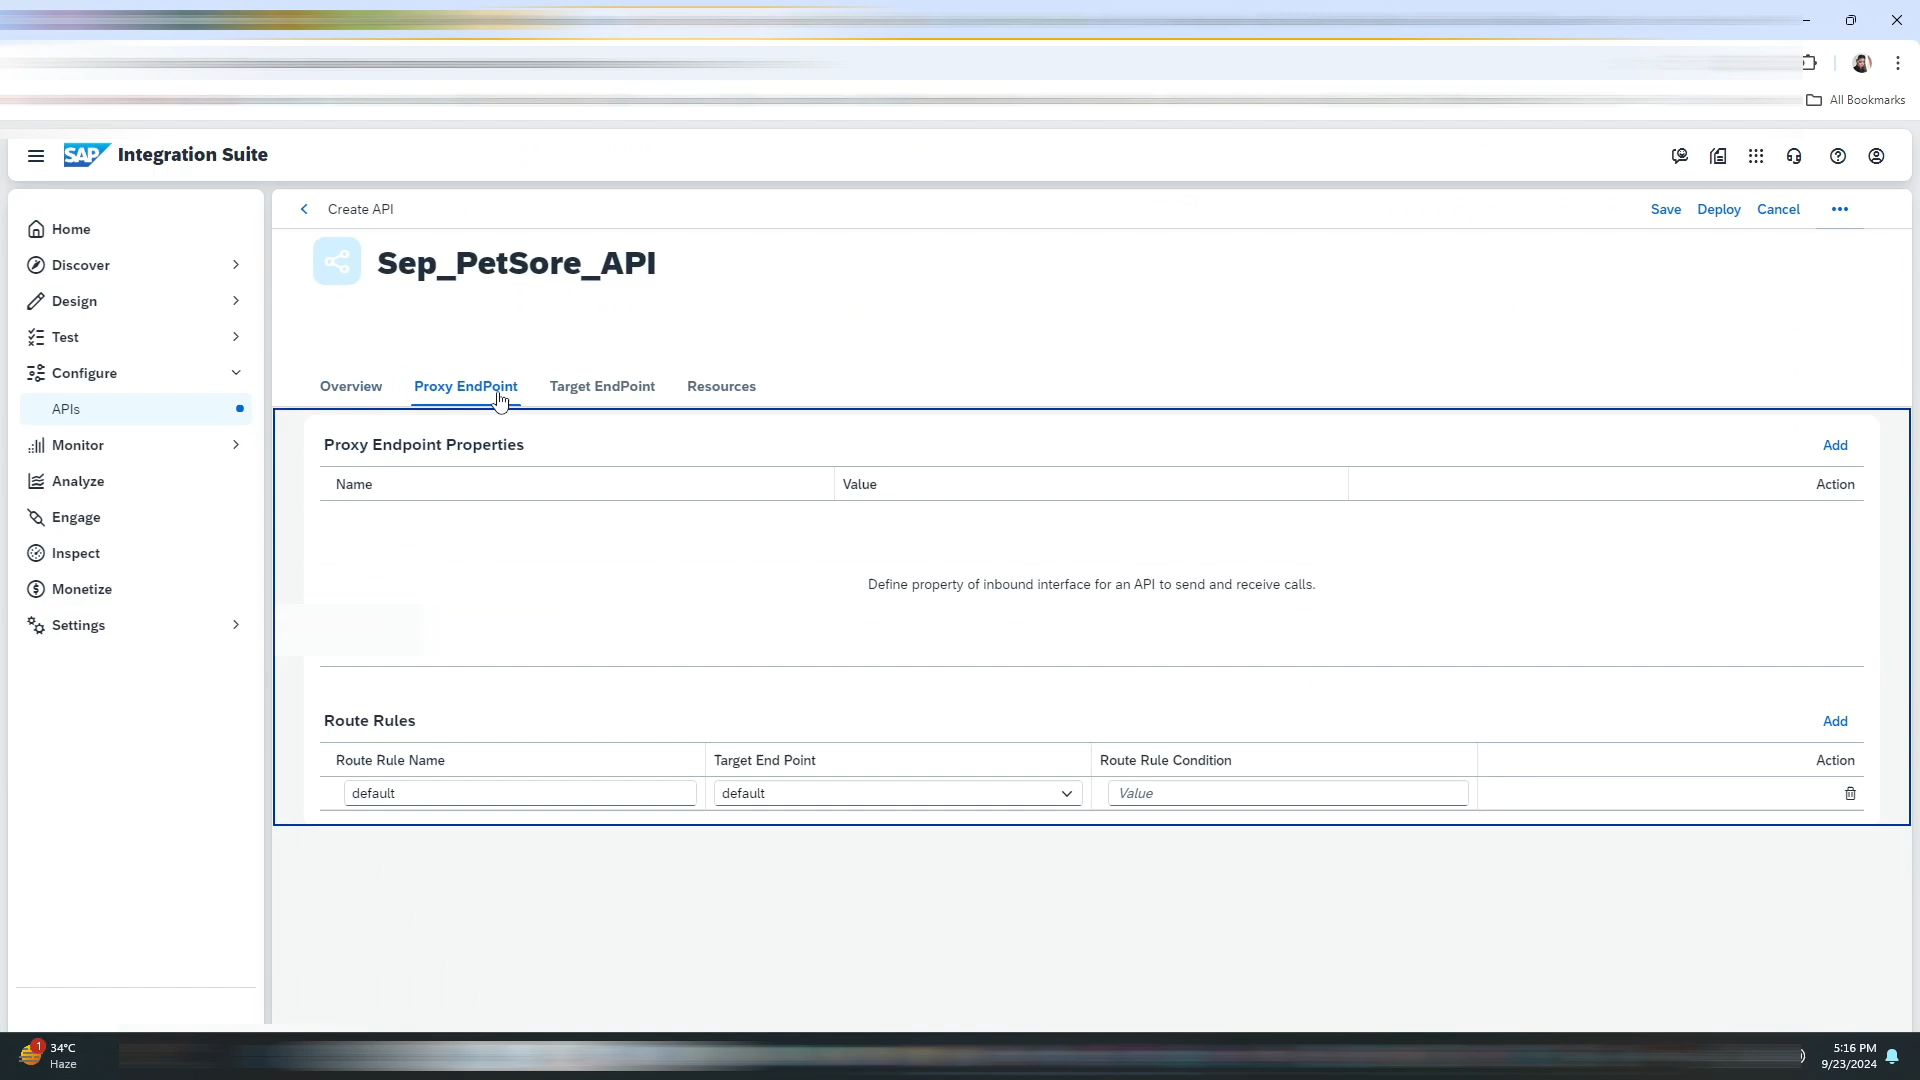 All Bookmarks
SAP Integration Suite
Create API
Save Deploy Cancel
Home
Discover
Design
Test
Configure
APIs
Monitor
Analyze
Engage
Inspect
Monetize
Settings
Sep_PetSore_API
Overview Proxy EndPoint Target EndPoint Resources
Proxy Endpoint Properties Add
Name Value Action
Define property of inbound interface for an API to send and receive calls.
Route Rules Add
Route Rule Name Target End Point Route Rule Condition Action
default default Value
1 34°C
Haze
5:16 PM
9/23/2024